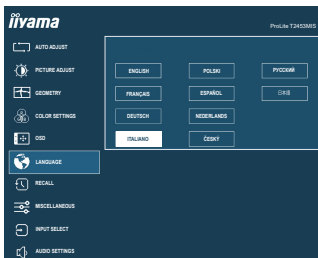 iiyama
ProLite T2453MIS
AUTO ADJUST
PICTURE ADJUST
GEOMETRY
COLOR SETTINGS
OSD
LANGUAGE
RECALL
MISCELLANEOUS
INPUT SELECT
AUDIO SETTINGS
ENGLISH POLSKI РУССКИЙ
FRANÇAIS ESPAÑOL 日本語
DEUTSCH NEDERLANDS
ITALIANO ČESKÝ